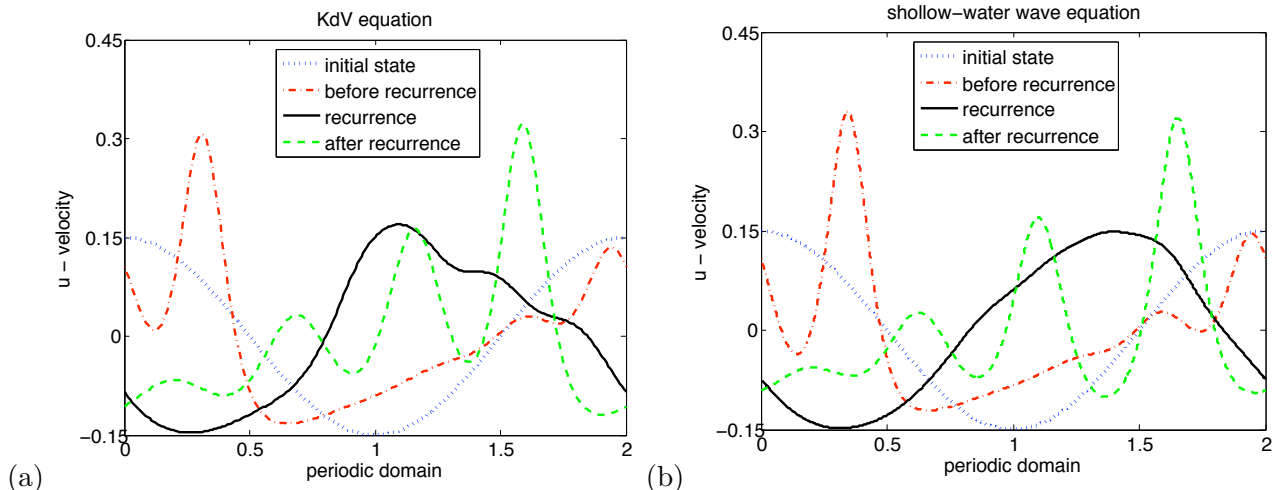 KdV equation
0.45
0.3
0.15
0
−0.15
u − velocity
initial state
before recurrence
recurrence
after recurrence
0 0.5 1 1.5 2
periodic domain
(a)
shollow−water wave equation
0.45
0.3
0.15
0
−0.15
u − velocity
initial state
before recurrence
recurrence
after recurrence
0 0.5 1 1.5 2
periodic domain
(b)